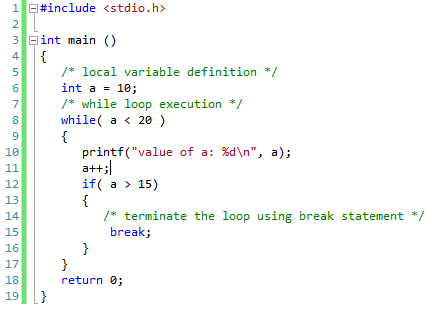 1 #include <stdio.h>
2
3 int main ()
4 {
5    /* local variable definition */
6    int a = 10;
7    /* while loop execution */
8    while( a < 20 )
9    {
10       printf("value of a: %d\n", a);
11       a++;
12       if( a > 15)
13       {
14          /* terminate the loop using break statement */
15           break;
16       }
17    }
18    return 0;
19 }